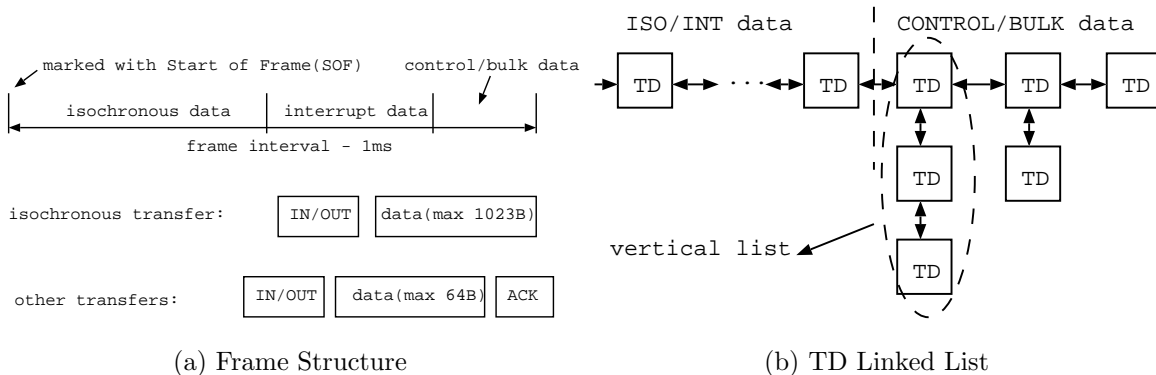 marked with Start of Frame(SOF)
control/bulk data
isochronous data
interrupt data
frame interval - 1ms
isochronous transfer:
IN/OUT
data(max 1023B)
other transfers:
IN/OUT
data(max 64B)
ACK
(a) Frame Structure
ISO/INT data
CONTROL/BULK data
TD
...
TD
TD
TD
TD
TD
TD
TD
vertical list
(b) TD Linked List